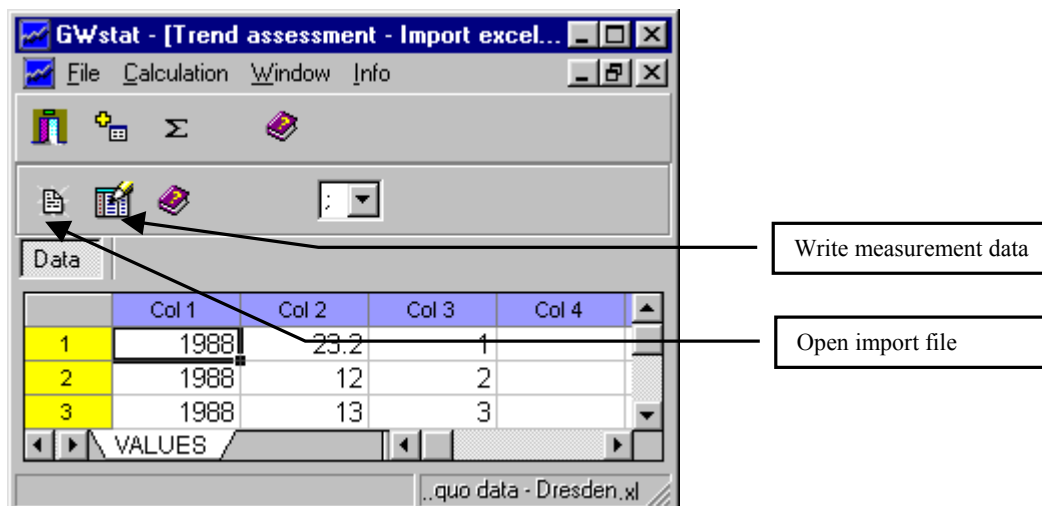 GWstat - [Trend assessment - Import excel...
File Calculation Window Info
Σ
;
Write measurement data
Data
Col 1 Col 2 Col 3 Col 4
Open import file
1 1988 23.2 1
2 1988 12 2
3 1988 13 3
VALUES
..quo data - Dresden.xl